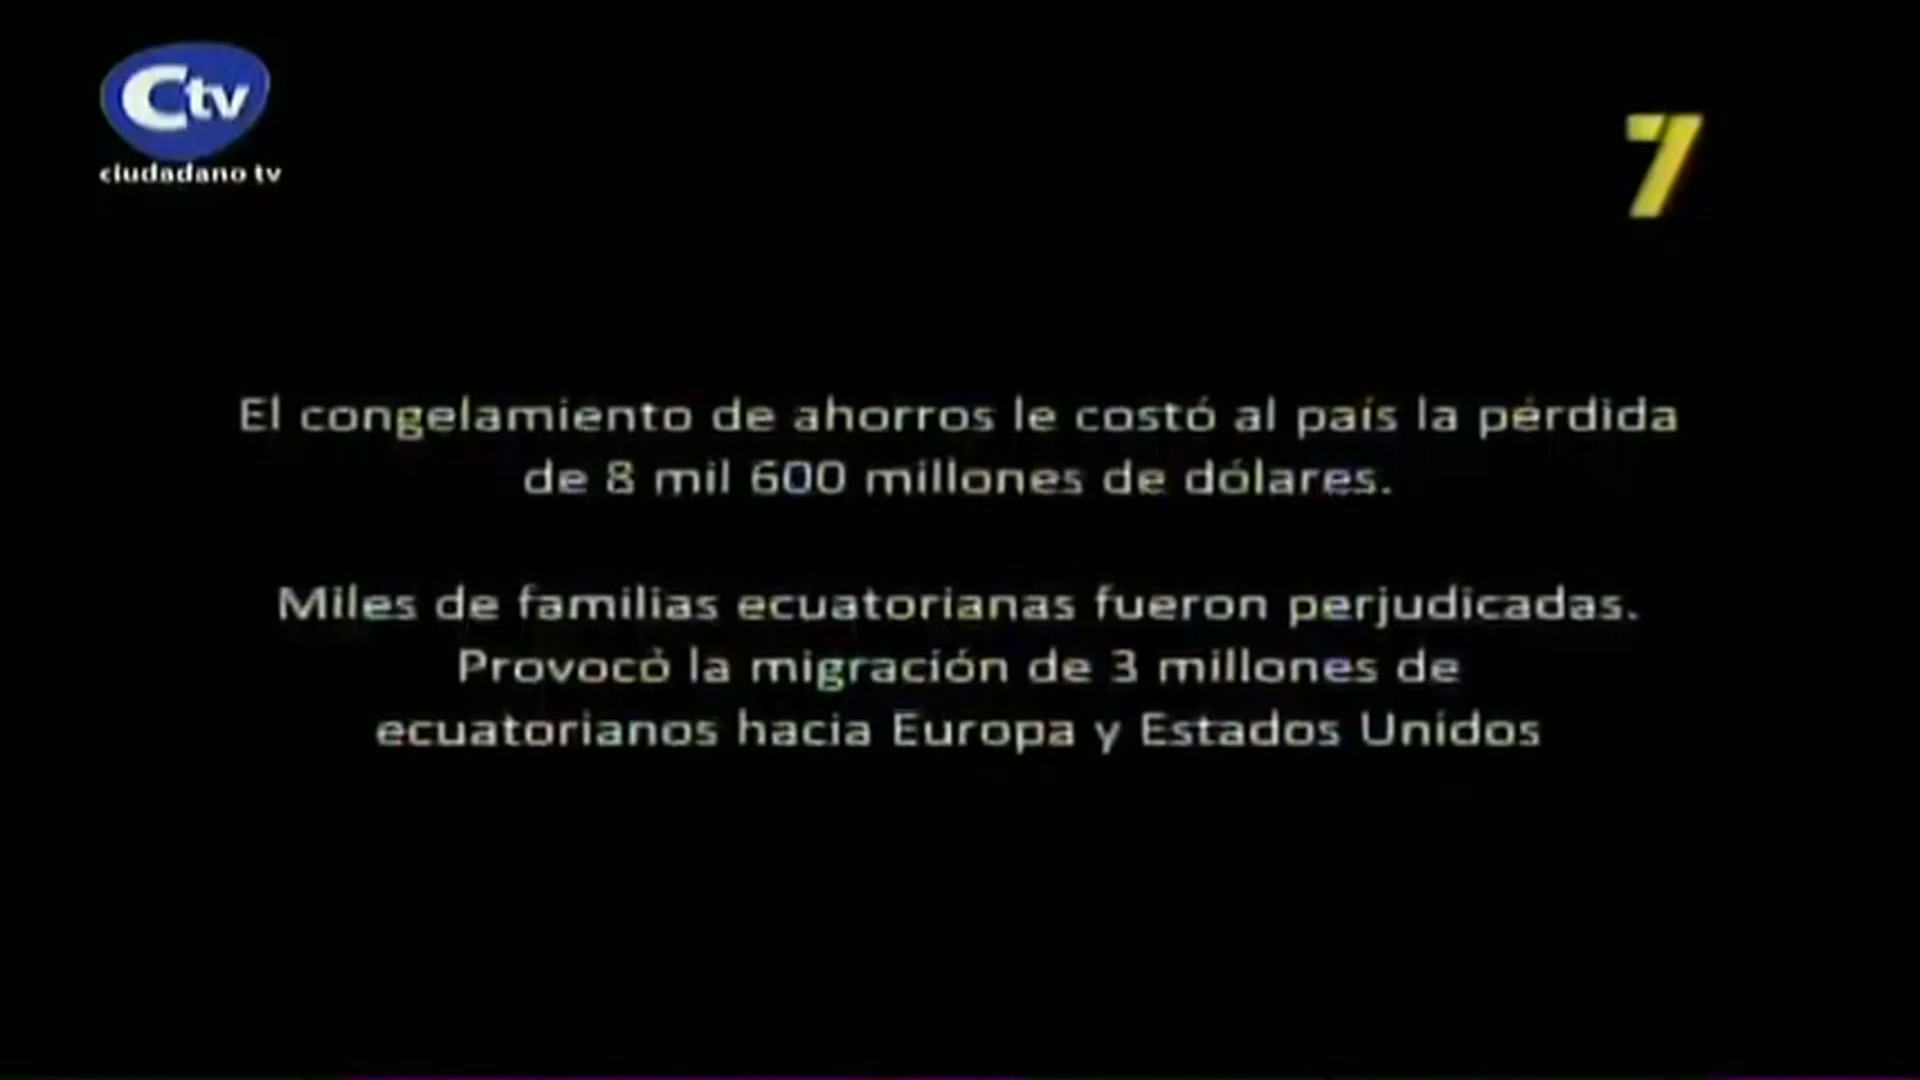 Ctv
ciudadano tv
7
El congelamiento de ahorros le costó al país la pérdida
de 8 mil 600 millones de dólares.
Miles de familias ecuatorianas fueron perjudicadas.
Provocó la migración de 3 millones de
ecuatorianos hacia Europa y Estados Unidos